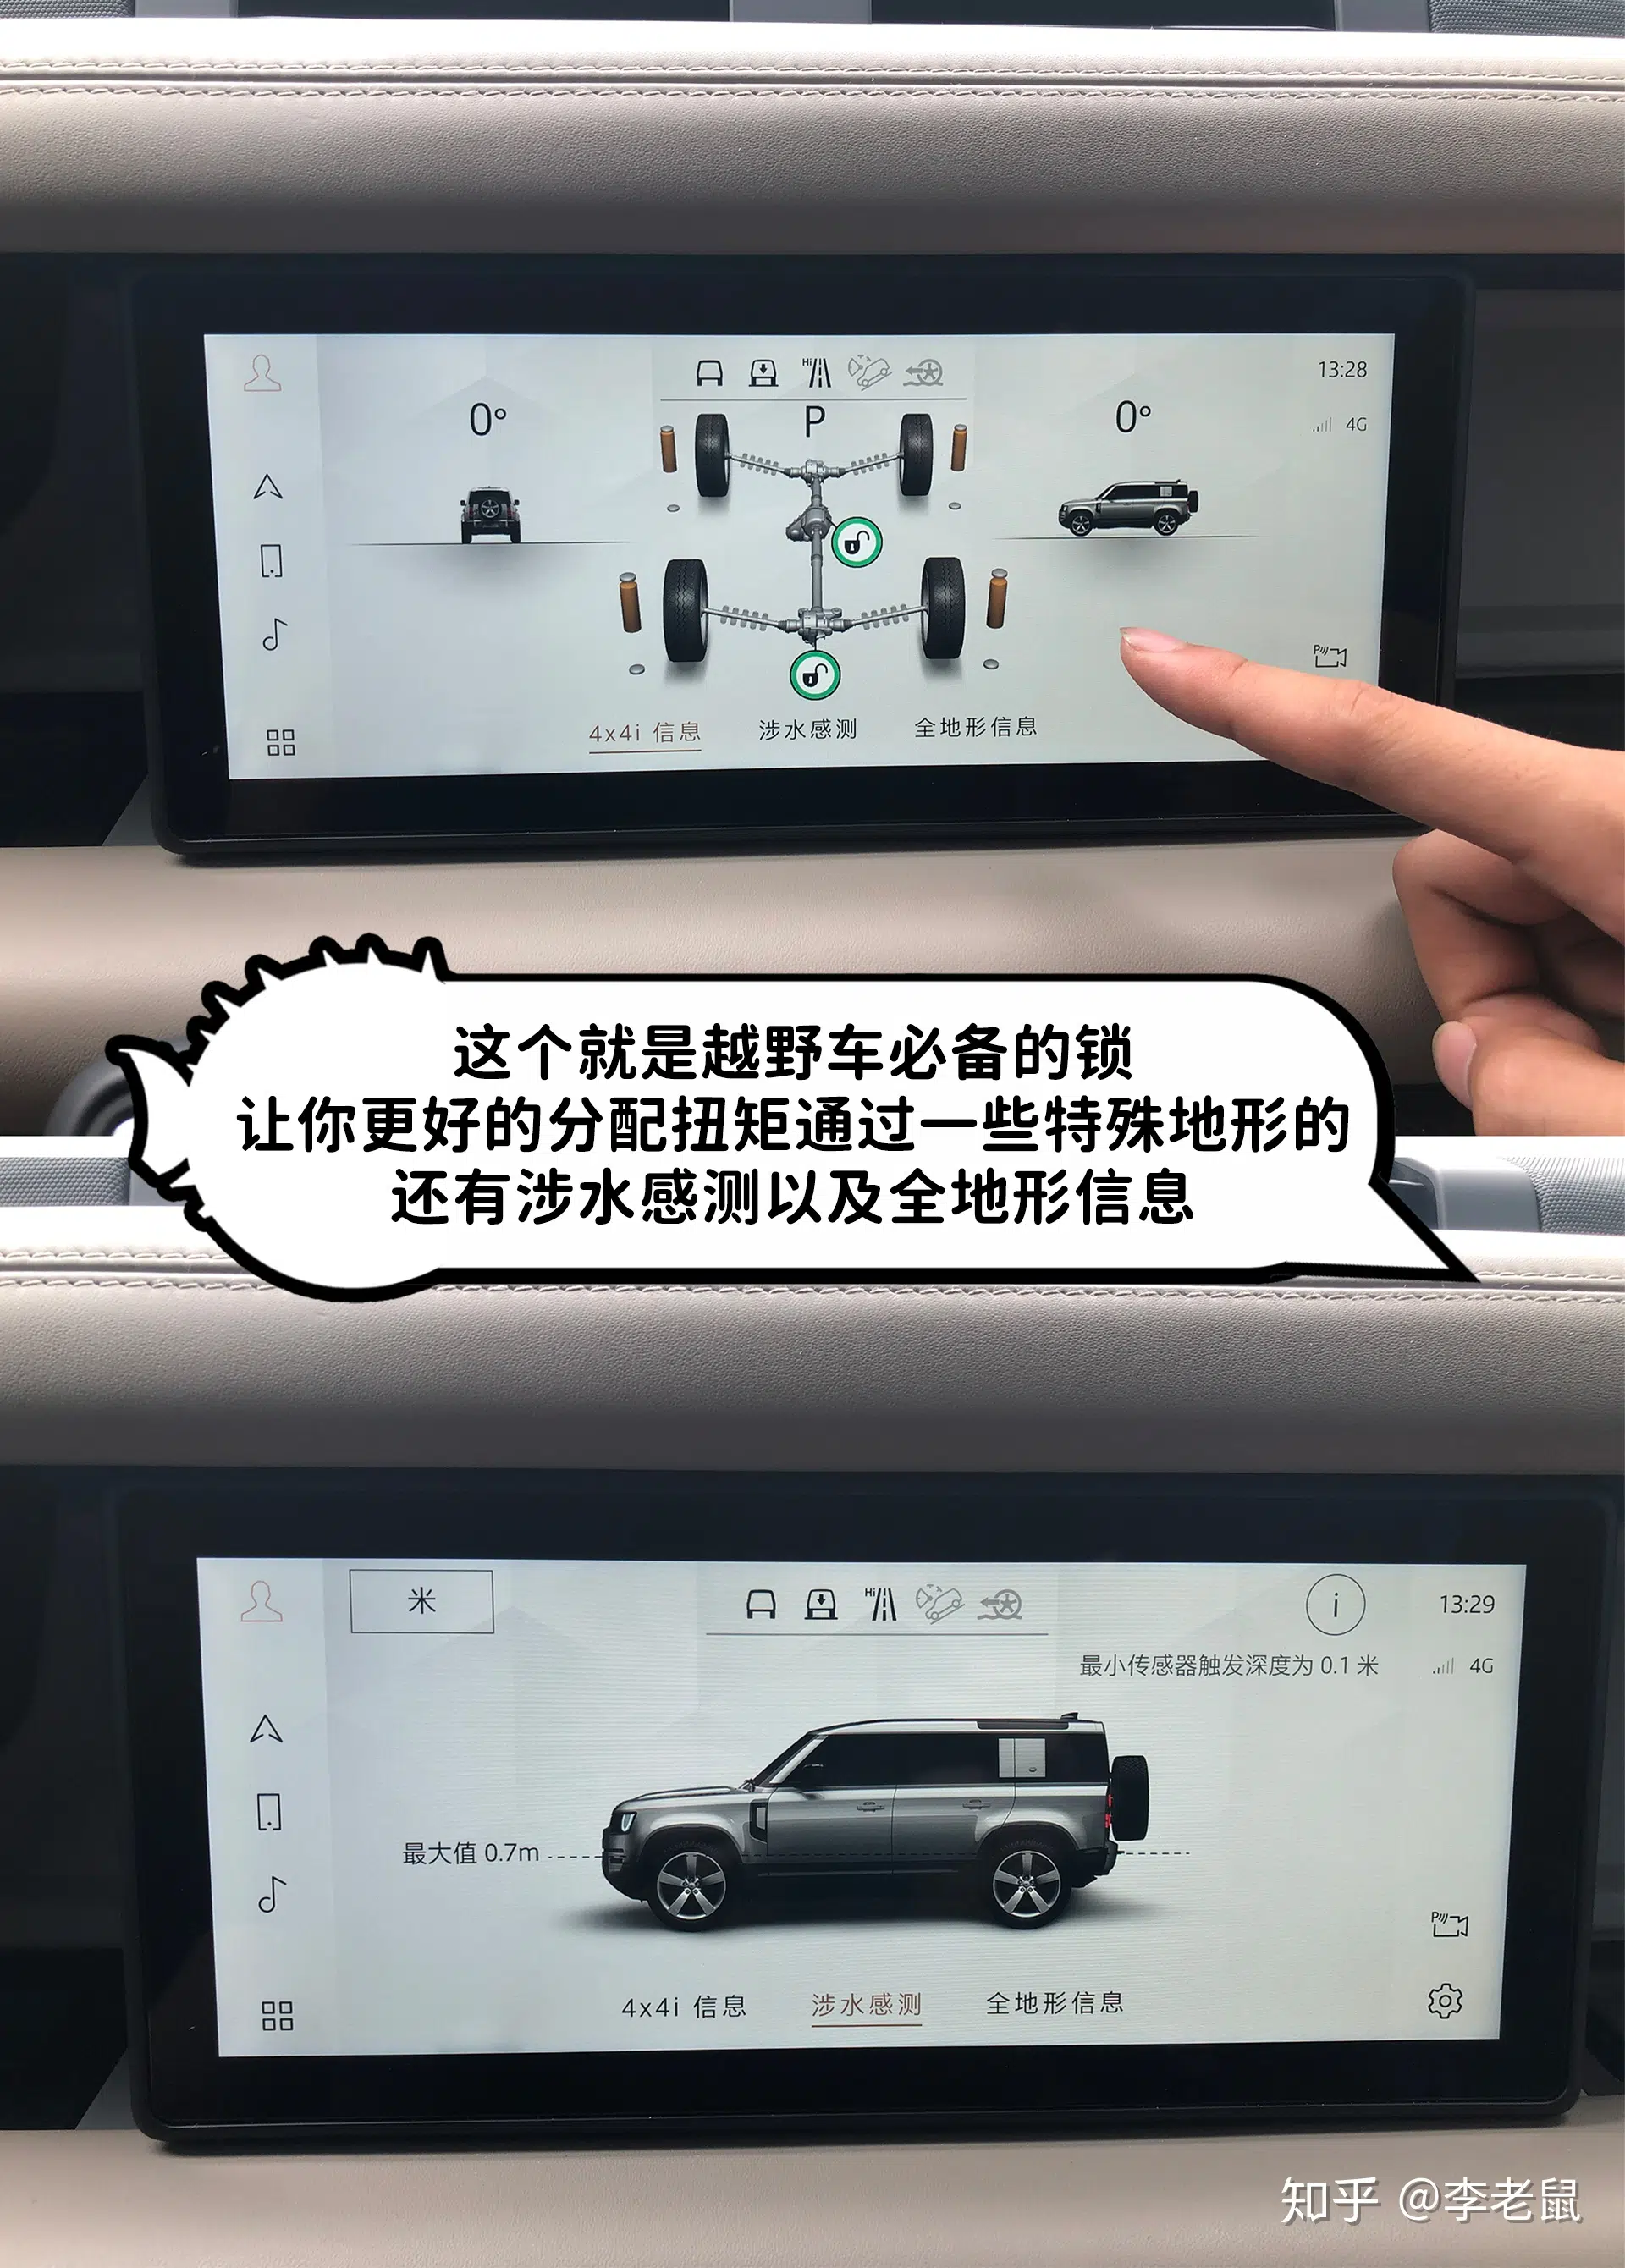 Hi
13:28
0°
P
0°
4G
P
4x4i 信息
涉水感测
全地形信息
这个就是越野车必备的锁
让你更好的分配扭矩通过一些特殊地形的
还有涉水感测以及全地形信息
米
Hi
i
13:29
最小传感器触发深度为 0.1 米
4G
最大值 0.7m
P
4x4i 信息
涉水感测
全地形信息
知乎 @李老鼠